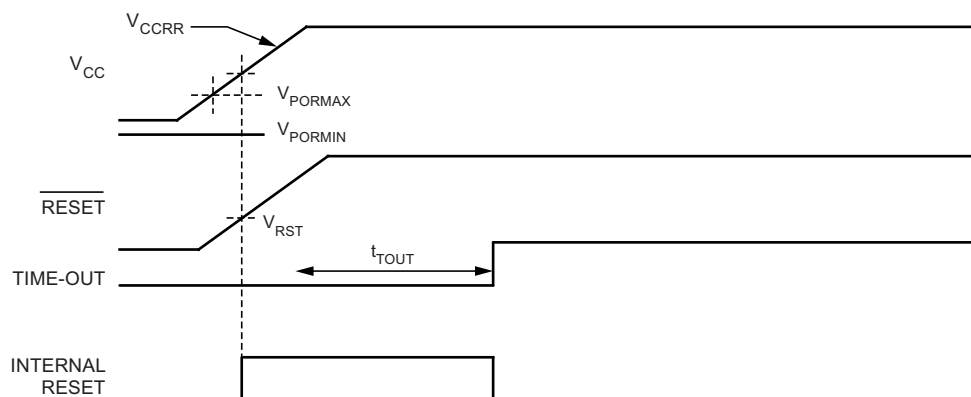 VCCRR
VCC
VPORMAX
VPORMIN
RESET
VRST
tTOUT
TIME-OUT
INTERNAL
RESET